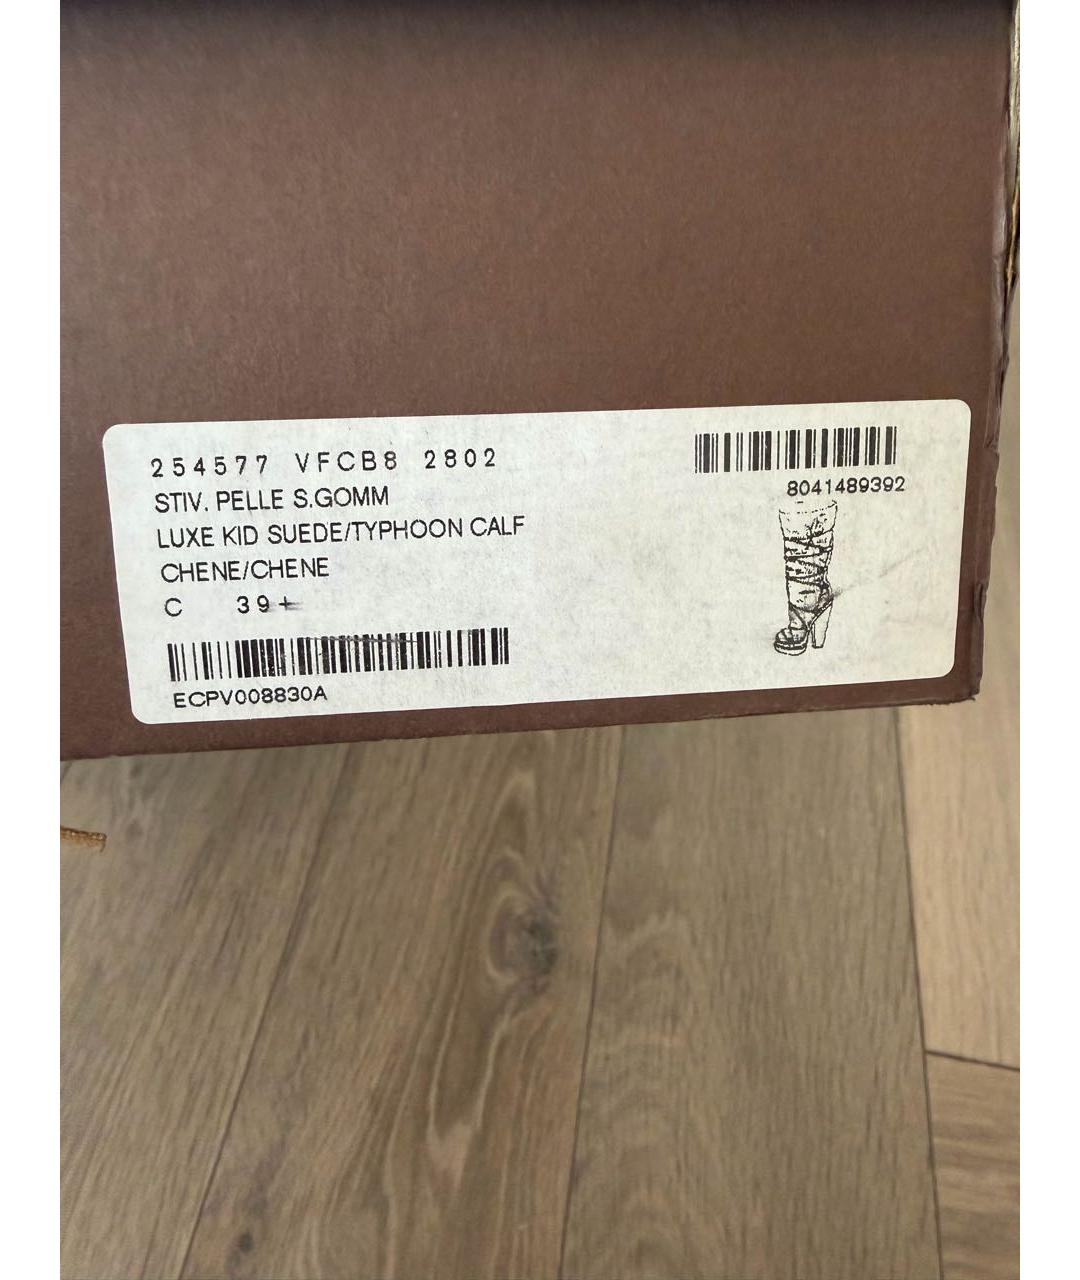 254577 VFCB8 2802
STIV. PELLE S.GOMM
LUXE KID SUEDE/TYPHOON CALF
CHENE/CHENE
C 39+
ECPV008830A
8041489392